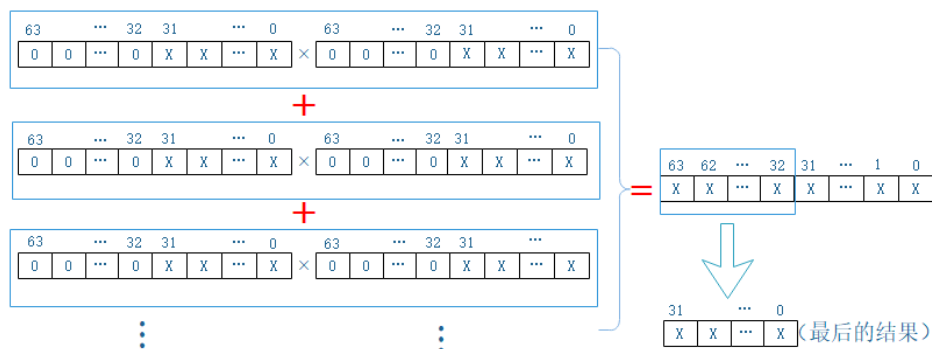 63 … 32 31 … 0 63 … 32 31 … 0
0 0 … 0 X X … X × 0 0 … 0 X X … X
+
63 … 32 31 … 0 63 … 32 31 … 0
0 0 … 0 X X … X × 0 0 … 0 X X … X
=
63 62 … 32 31 … 1 0
X X … X X … X X
+
63 … 32 31 … 0 63 … 32 31 …
0 0 … 0 X X … X × 0 0 … 0 X X … X
⋮ ⋮
31 … 0
X X … X (最后的结果)